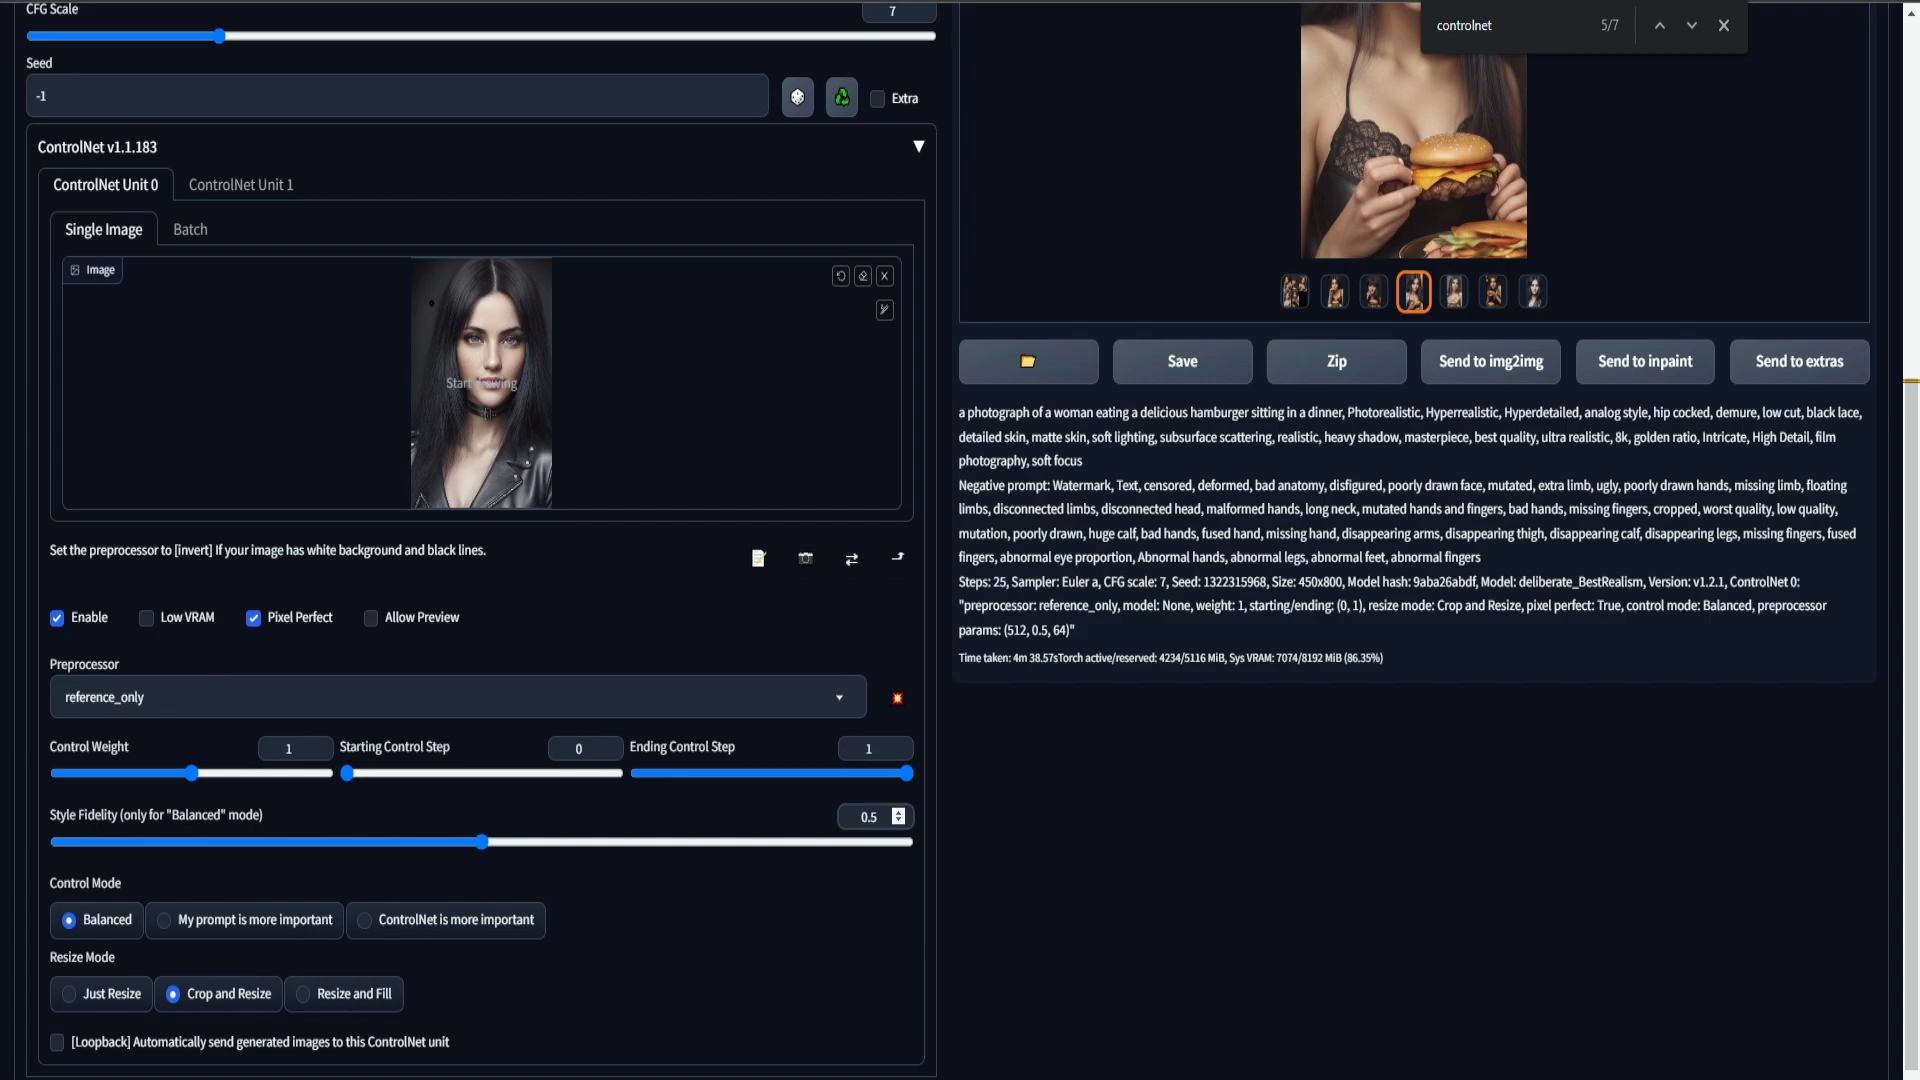 CFG Scale
7
Seed
-1
Extra
ControlNet v1.1.183
ControlNet Unit 0
ControlNet Unit 1
Single Image
Batch
Image
Start drawing
Set the preprocessor to [invert] If your image has white background and black lines.
Enable
Low VRAM
Pixel Perfect
Allow Preview
Preprocessor
reference_only
Control Weight
1
Starting Control Step
0
Ending Control Step
1
Style Fidelity (only for "Balanced" mode)
0.5
Control Mode
Balanced
My prompt is more important
ControlNet is more important
Resize Mode
Just Resize
Crop and Resize
Resize and Fill
[Loopback] Automatically send generated images to this ControlNet unit
controlnet
5/7
Save
Zip
Send to img2img
Send to inpaint
Send to extras
a photograph of a woman eating a delicious hamburger sitting in a dinner, Photorealistic, Hyperrealistic, Hyperdetailed, analog style, hip cocked, demure, low cut, black lace,
detailed skin, matte skin, soft lighting, subsurface scattering, realistic, heavy shadow, masterpiece, best quality, ultra realistic, 8k, golden ratio, Intricate, High Detail, film
photography, soft focus
Negative prompt: Watermark, Text, censored, deformed, bad anatomy, disfigured, poorly drawn face, mutated, extra limb, ugly, poorly drawn hands, missing limb, floating
limbs, disconnected limbs, disconnected head, malformed hands, long neck, mutated hands and fingers, bad hands, missing fingers, cropped, worst quality, low quality,
mutation, poorly drawn, huge calf, bad hands, fused hand, missing hand, disappearing arms, disappearing thigh, disappearing calf, disappearing legs, missing fingers, fused
fingers, abnormal eye proportion, Abnormal hands, abnormal legs, abnormal feet, abnormal fingers
Steps: 25, Sampler: Euler a, CFG scale: 7, Seed: 1322315968, Size: 450x800, Model hash: 9aba26abdf, Model: deliberate_BestRealism, Version: v1.2.1, ControlNet 0:
"preprocessor: reference_only, model: None, weight: 1, starting/ending: (0, 1), resize mode: Crop and Resize, pixel perfect: True, control mode: Balanced, preprocessor
params: (512, 0.5, 64)"
Time taken: 4m 38.57sTorch active/reserved: 4234/5116 MiB, Sys VRAM: 7074/8192 MiB (86.35%)